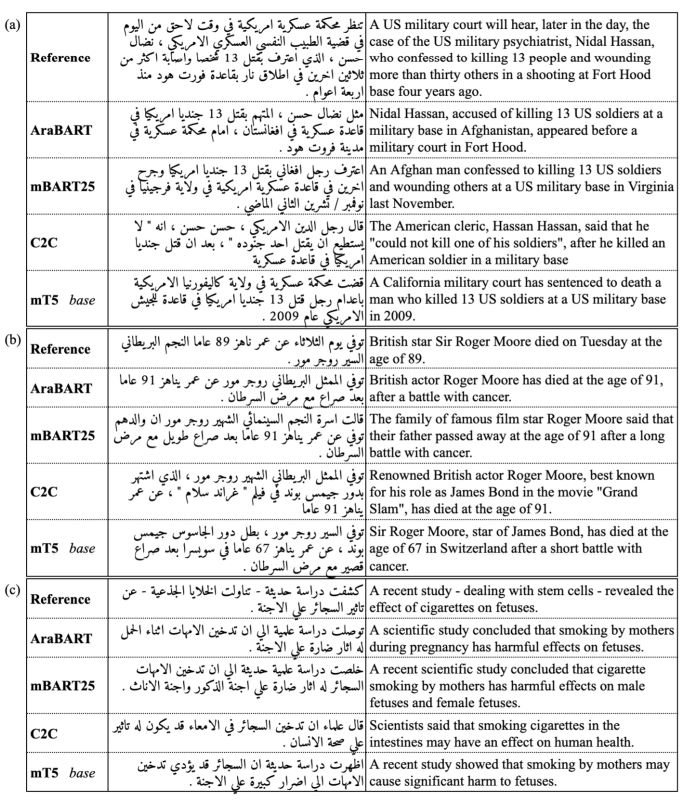 (a)
Reference
تنظر محكمة عسكرية امريكية في وقت لاحق من اليوم
في قضية الطبيب النفسي العسكري الامريكي ، نضال
حسن ، الذي اعترف بقتل 13 شخصا واصابة اكثر من
ثلاثين اخرين في اطلاق نار بقاعدة فورت هود منذ
اربعة اعوام .
A US military court will hear, later in the day, the
case of the US military psychiatrist, Nidal Hassan,
who confessed to killing 13 people and wounding
more than thirty others in a shooting at Fort Hood
base four years ago.
AraBART
مثل نضال حسن ، المتهم بقتل 13 جنديا امريكيا في
قاعدة عسكرية في افغانستان ، امام محكمة عسكرية في
مدينة فروت هود .
Nidal Hassan, accused of killing 13 US soldiers at a
military base in Afghanistan, appeared before a
military court in Fort Hood.
mBART25
اعترف رجل افغاني بقتل 13 جنديا امريكيا وجرح
اخرين في قاعدة عسكرية امريكية في ولاية فرجينيا في
نوفمبر / تشرين الثاني الماضي .
An Afghan man confessed to killing 13 US soldiers
and wounding others at a US military base in Virginia
last November.
C2C
قال رجل الدين الامريكي ، حسن حسن ، انه " لا
يستطيع ان يقتل احد جنوده " ، بعد ان قتل جنديا
امريكيا في قاعدة عسكرية
The American cleric, Hassan Hassan, said that he
"could not kill one of his soldiers", after he killed an
American soldier in a military base
mT5 base
قضت محكمة عسكرية في ولاية كاليفورنيا الامريكية
باعدام رجل قتل 13 جنديا امريكيا في قاعدة للجيش
الامريكي عام 2009 .
A California military court has sentenced to death a
man who killed 13 US soldiers at a US military base
in 2009.
(b)
Reference
توفي يوم الثلاثاء عن عمر ناهز 89 عاما النجم البريطاني
السير روجر مور .
British star Sir Roger Moore died on Tuesday at the
age of 89.
AraBART
توفي الممثل البريطاني روجر مور عن عمر يناهز 91 عاما
بعد صراع مع مرض السرطان .
British actor Roger Moore has died at the age of 91,
after a battle with cancer.
mBART25
قالت اسرة النجم السينمائي الشهير روجر مور ان والدهم
توفي عن عمر يناهز 91 عاما بعد صراع طويل مع مرض
السرطان .
The family of famous film star Roger Moore said that
their father passed away at the age of 91 after a long
battle with cancer.
C2C
توفي الممثل البريطاني الشهير روجر مور ، الذي اشتهر
بدور جيمس بوند في فيلم " غراند سلام " ، عن عمر
يناهز 91 عاما
Renowned British actor Roger Moore, best known
for his role as James Bond in the movie "Grand
Slam", has died at the age of 91.
mT5 base
توفي السير روجر مور ، بطل دور الجاسوس جيمس
بوند ، عن عمر يناهز 67 عاما في سويسرا بعد صراع
قصير مع مرض السرطان .
Sir Roger Moore, star of James Bond, has died at the
age of 67 in Switzerland after a short battle with
cancer.
(c)
Reference
كشفت دراسة حديثة - تناولت الخلايا الجذعية - عن
تاثير السجائر علي الاجنة .
A recent study - dealing with stem cells - revealed the
effect of cigarettes on fetuses.
AraBART
توصلت دراسة علمية الي ان تدخين الامهات اثناء الحمل
له اثار ضارة علي الاجنة .
A scientific study concluded that smoking by mothers
during pregnancy has harmful effects on fetuses.
mBART25
خلصت دراسة علمية حديثة الي ان تدخين الامهات
السجائر له اثار ضارة علي اجنة الذكور واجنة الاناث .
A recent scientific study concluded that cigarette
smoking by mothers has harmful effects on male
fetuses and female fetuses.
C2C
قال علماء ان تدخين السجائر في الامعاء قد يكون له تاثير
علي صحة الانسان .
Scientists said that smoking cigarettes in the
intestines may have an effect on human health.
mT5 base
اظهرت دراسة حديثة ان السجائر قد يؤدي تدخين
الامهات الي اضرار كبيرة علي الاجنة .
A recent study showed that smoking by mothers may
cause significant harm to fetuses.